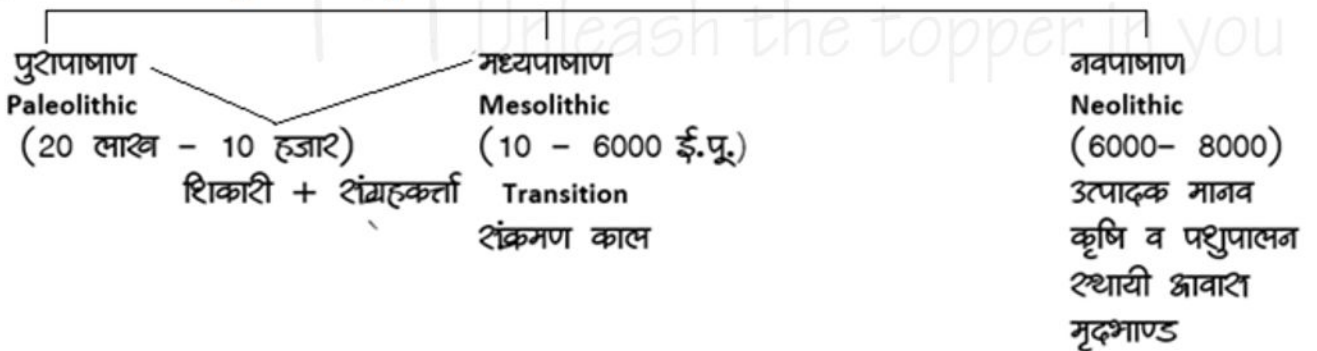 Unleash the topper in you
पुरापाषाण
Paleolithic
(20 लाख - 10 हजार)
शिकारी + संग्रहकर्त्ता
मध्यपाषाण
Mesolithic
(10 - 6000 ई.पू.)
Transition
संक्रमण काल
नवपाषाण
Neolithic
(6000- 8000)
उत्पादक मानव
कृषि व पशुपालन
स्थायी आवास
मृदभाण्ड